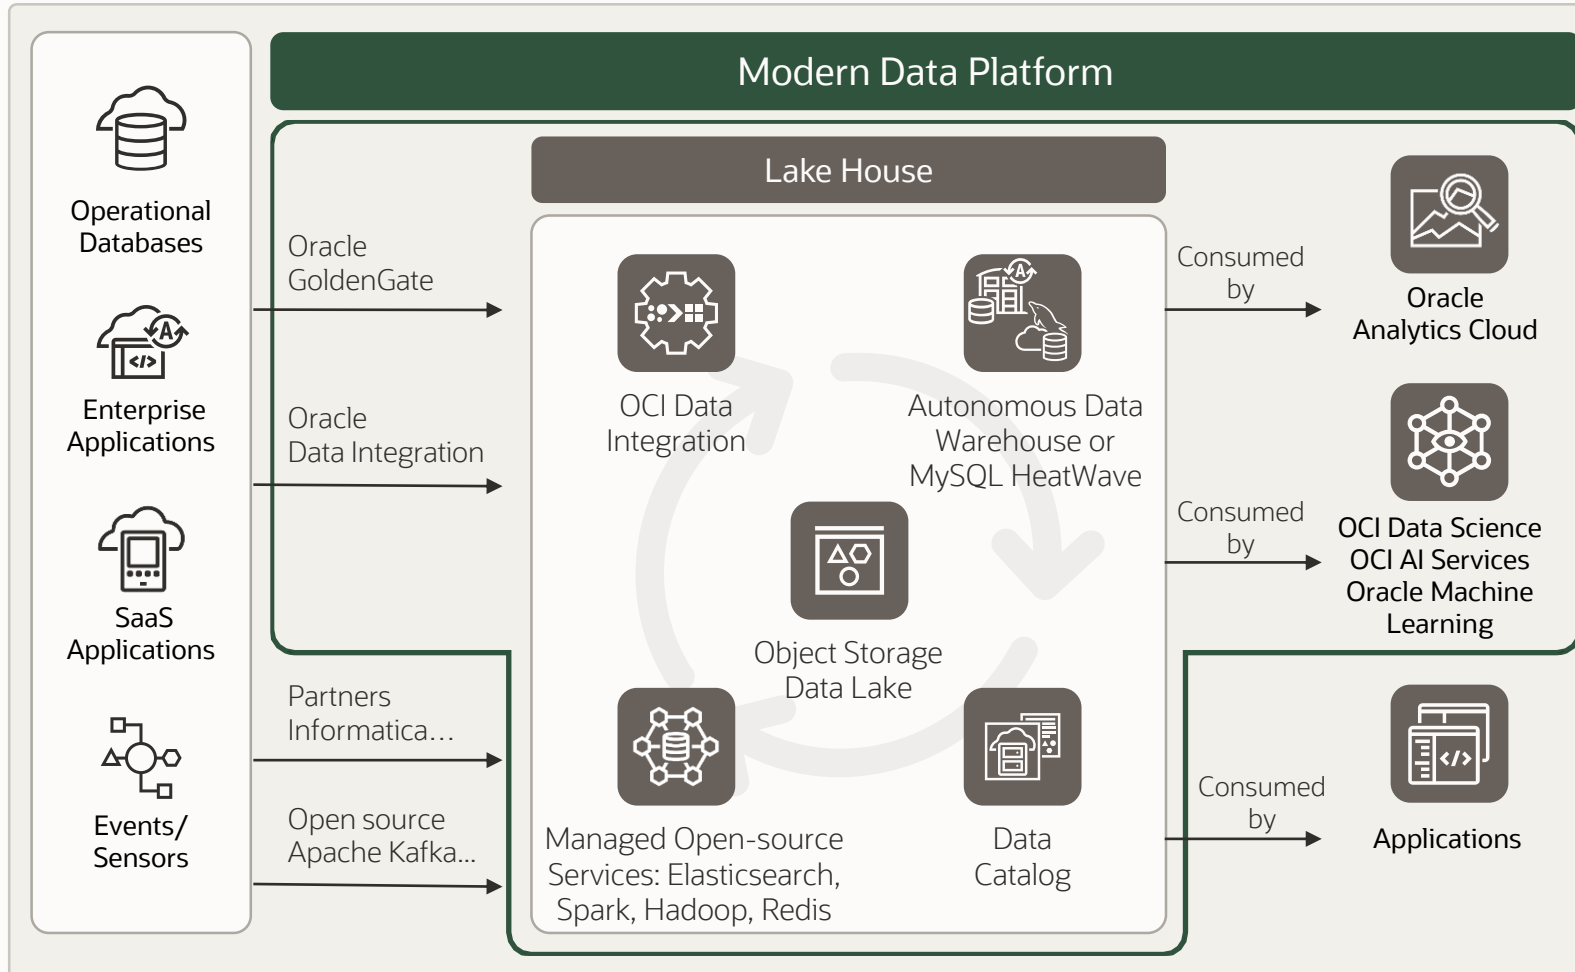 Modern Data Platform
Operational
Databases
Enterprise
Applications
SaaS
Applications
Events/
Sensors
Oracle
GoldenGate
Oracle
Data Integration
Partners
Informatica...
Open source
Apache Kafka...
Lake House
OCI Data
Integration
Autonomous Data
Warehouse or
MySQL HeatWave
Object Storage
Data Lake
Managed Open-source
Services: Elasticsearch,
Spark, Hadoop, Redis
Data
Catalog
Consumed
by
Oracle
Analytics Cloud
Consumed
by
OCI Data Science
OCI AI Services
Oracle Machine
Learning
Consumed
by
Applications